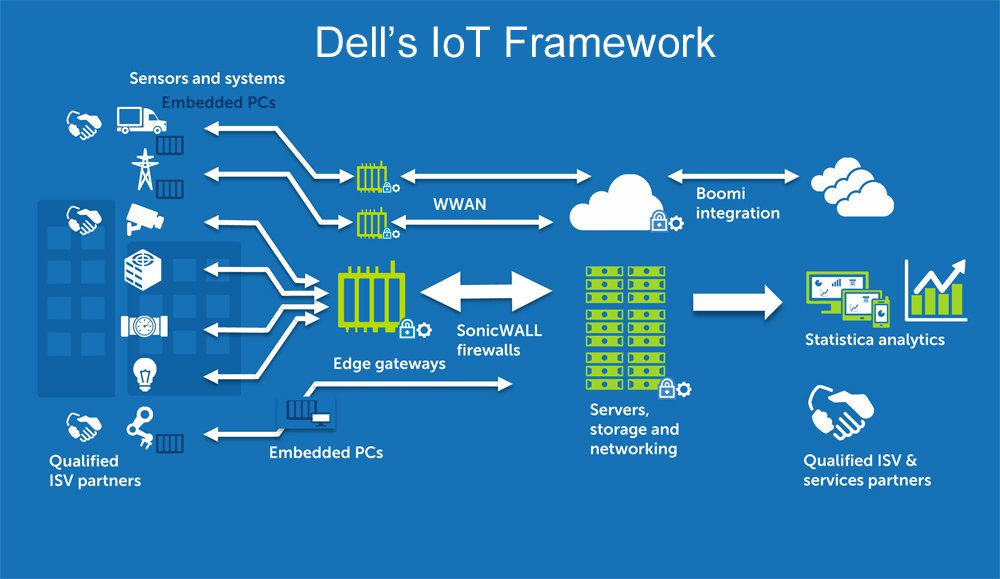 Dell's IoT Framework
Sensors and systems
Embedded PCs
WWAN
Boomi
integration
SonicWALL
firewalls
Edge gateways
Statistica analytics
Servers,
storage and
networking
Embedded PCs
Qualified
ISV partners
Qualified ISV &
services partners